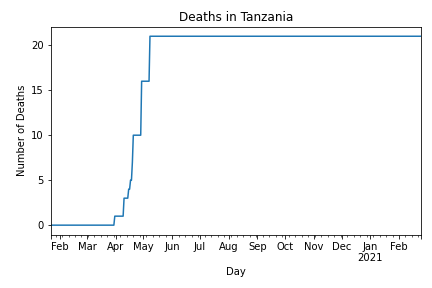 Deaths in Tanzania
20
15
10
5
0
Number of Deaths
Feb Mar Apr May Jun Jul Aug Sep Oct Nov Dec Jan Feb
2021
Day